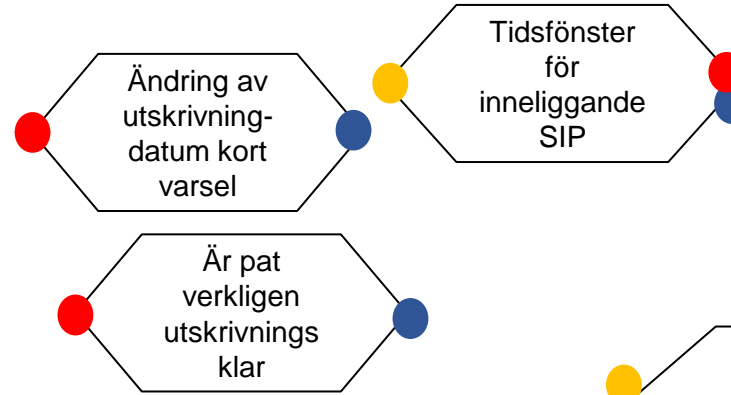 Ändring av
utskrivning-
datum kort
varsel
Tidsfönster
för
inneliggande
SIP
Är pat
verkligen
utskrivnings
klar